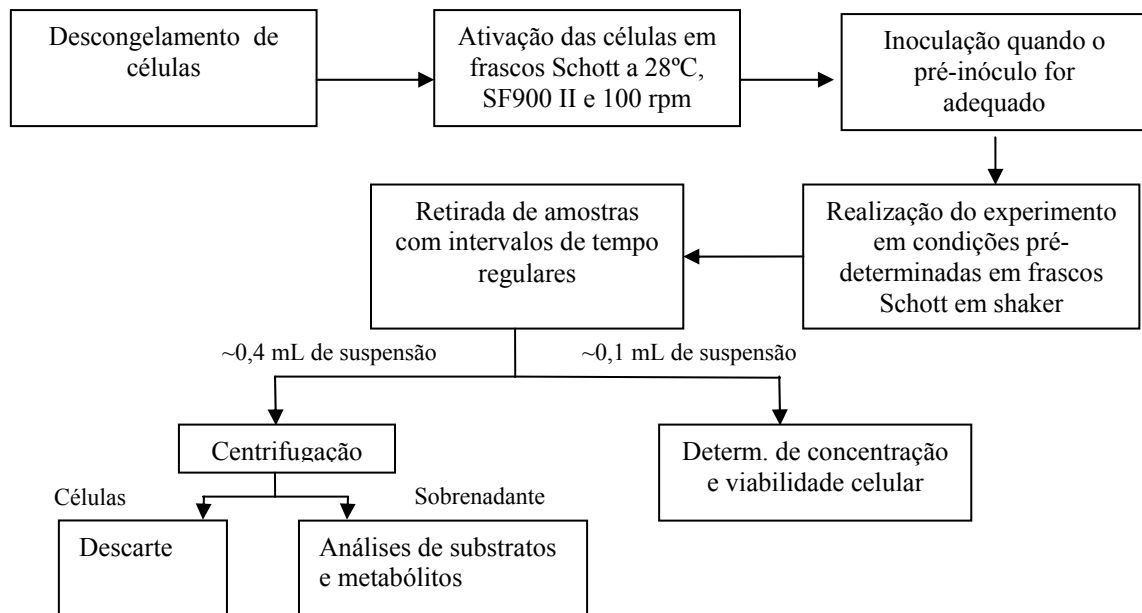 Descongelamento de
células
Ativação das células em
frascos Schott a 28ºC,
SF900 II e 100 rpm
Inoculação quando o
pré-inóculo for
adequado
Realização do experimento
em condições pré-
determinadas em frascos
Schott em shaker
Retirada de amostras
com intervalos de tempo
regulares
~0,4 mL de suspensão
~0,1 mL de suspensão
Centrifugação
Determ. de concentração
e viabilidade celular
Células
Sobrenadante
Descarte
Análises de substratos
e metabólitos